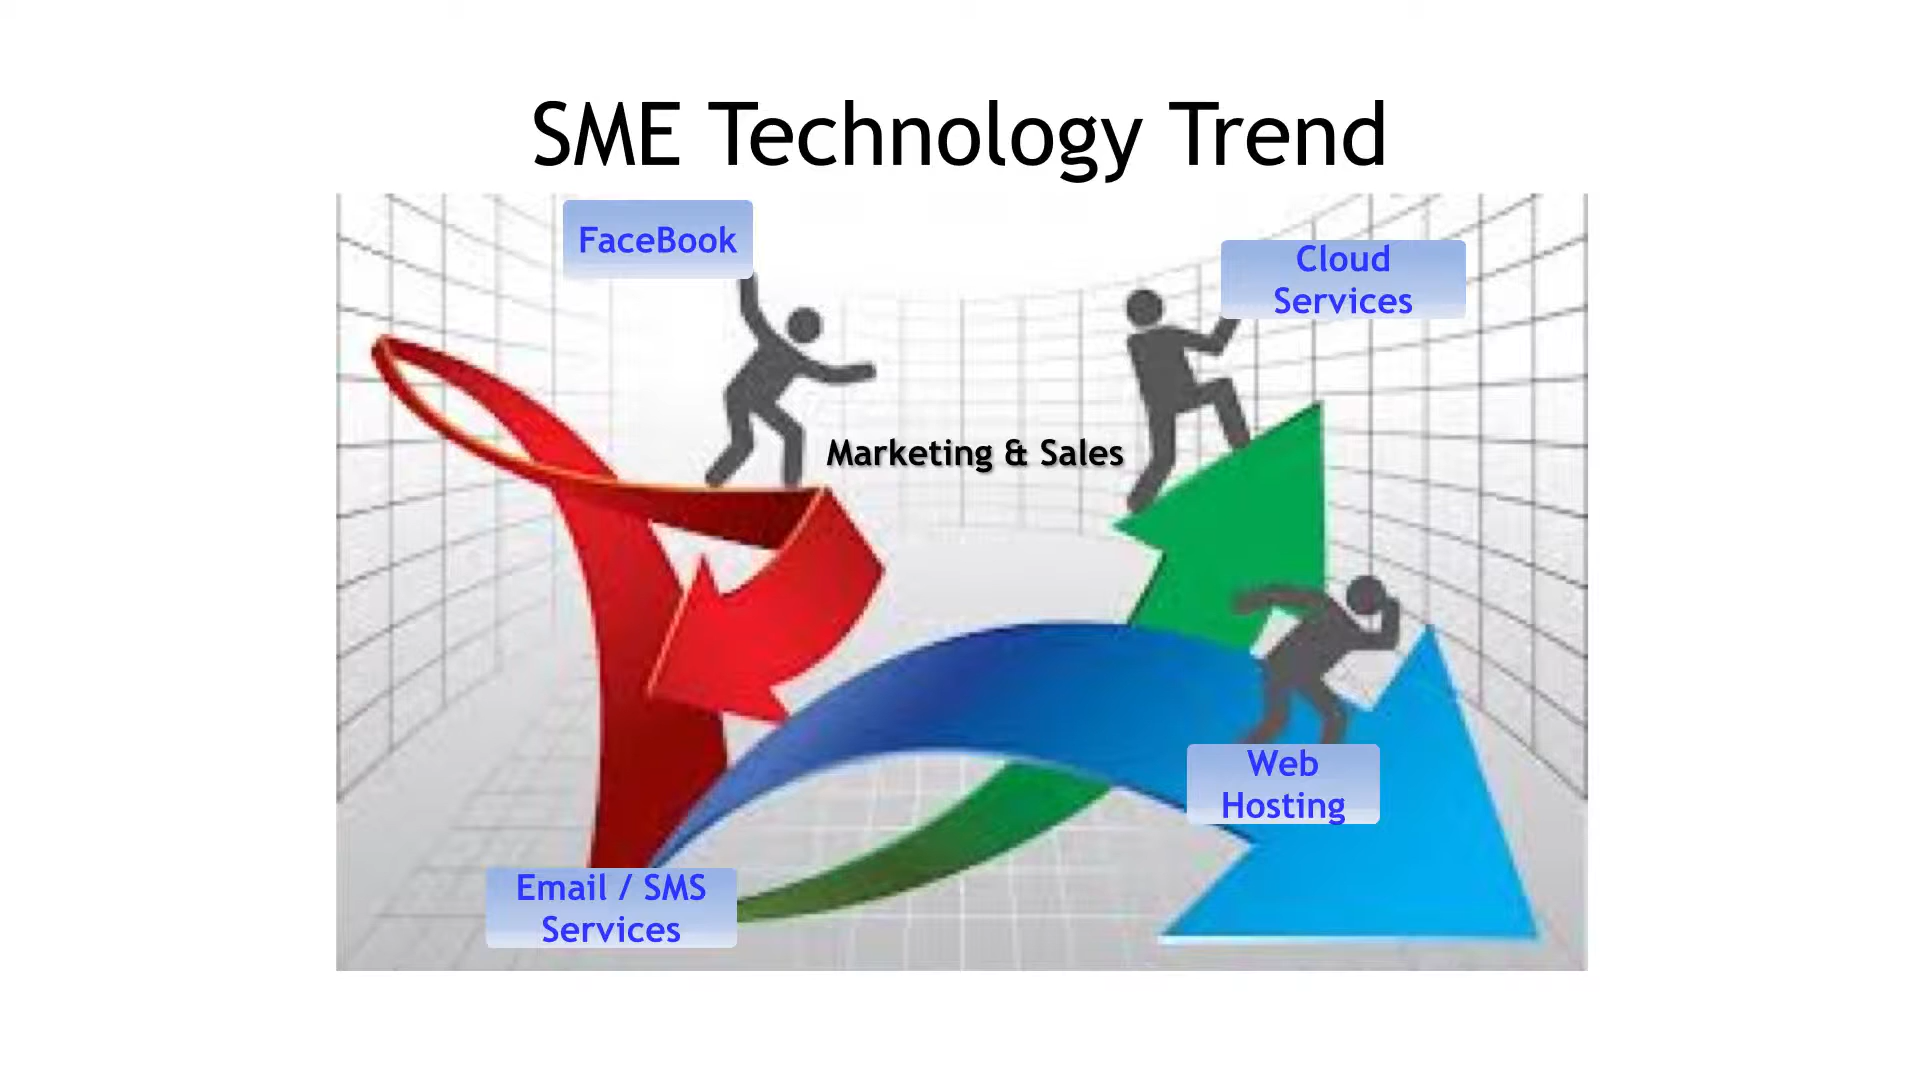 SME Technology Trend
FaceBook
Cloud
Services
Marketing & Sales
Web
Hosting
Email / SMS
Services